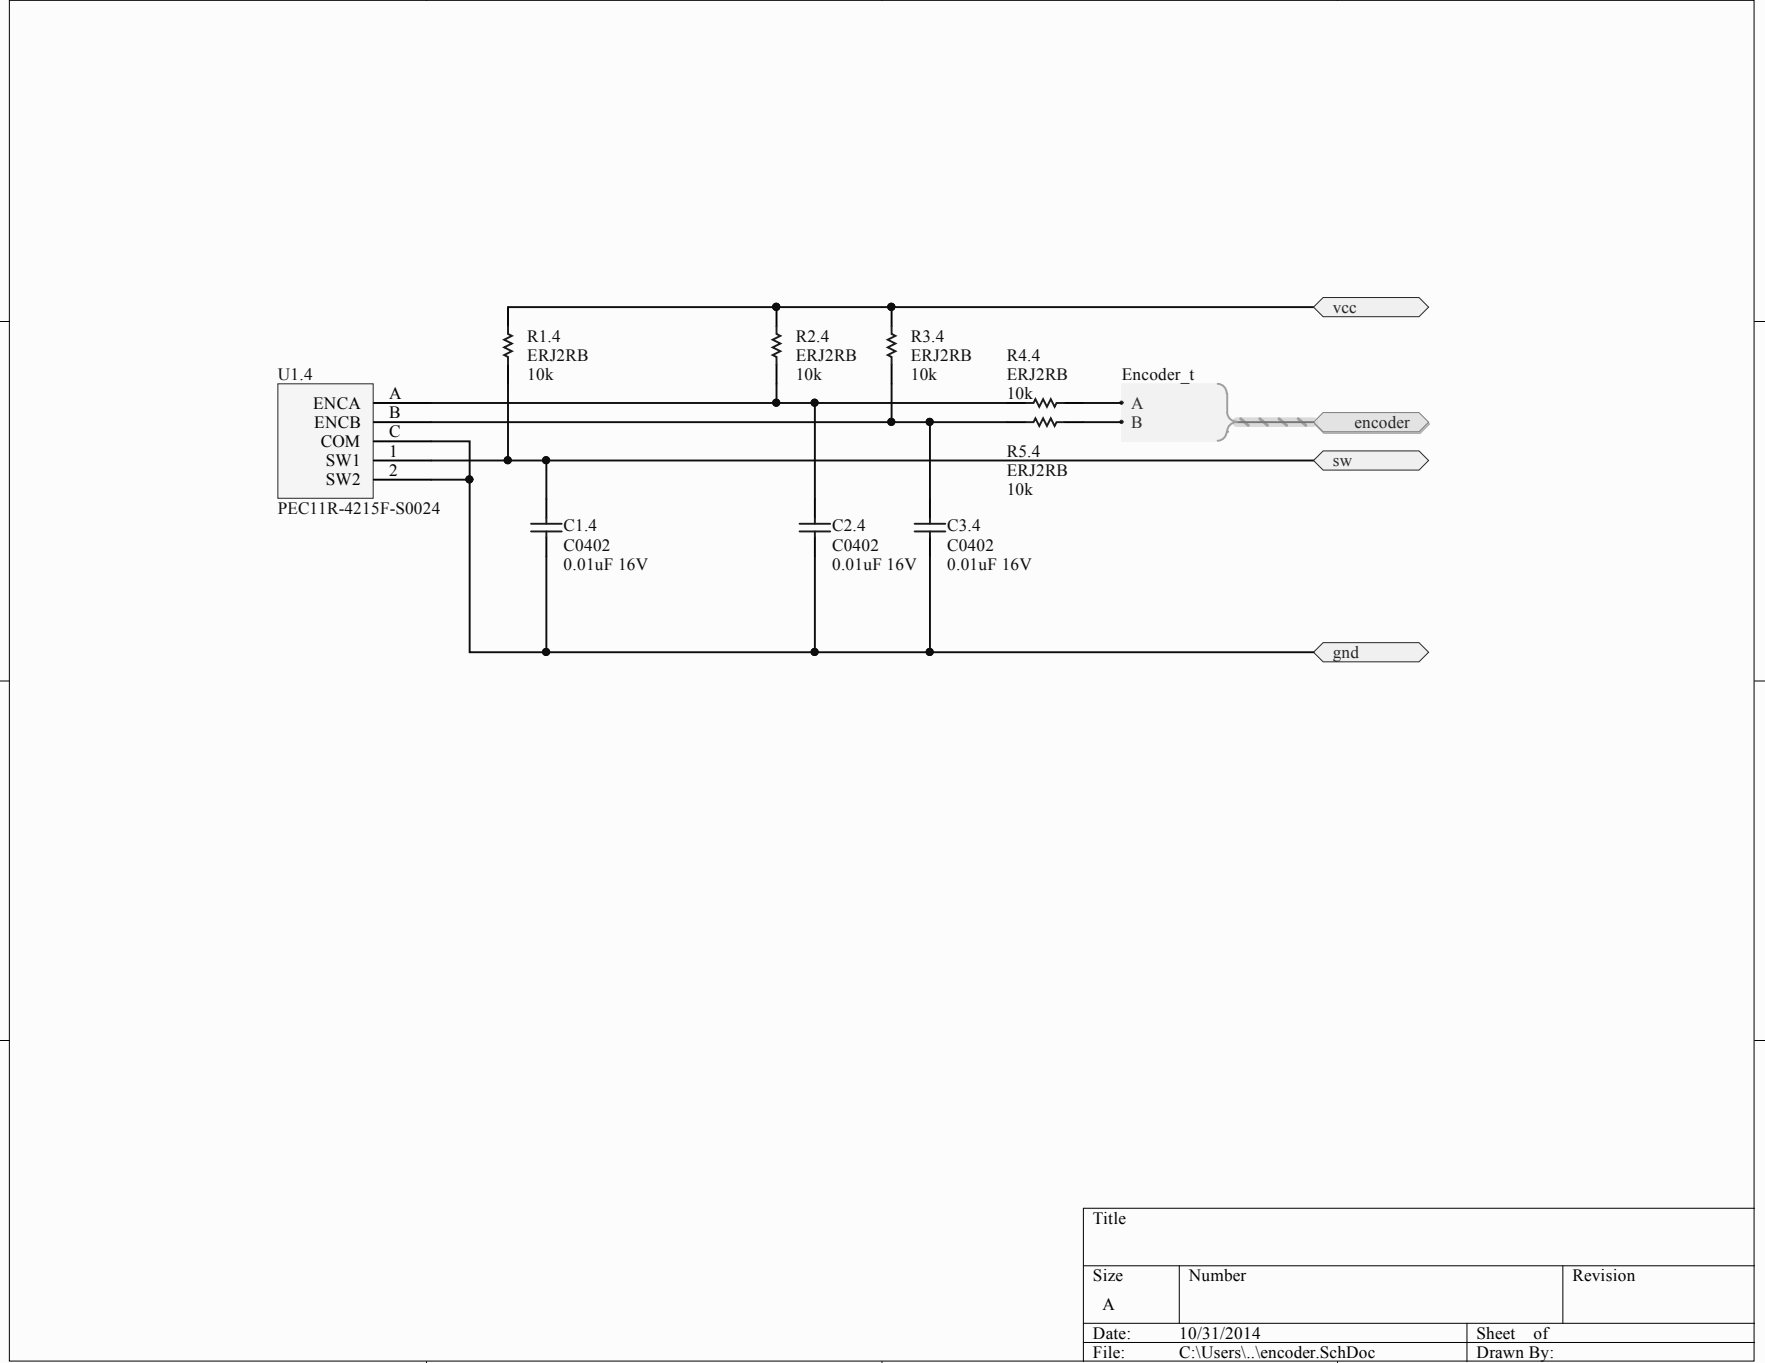 vcc
R1.4
ERJ2RB
10k
R2.4
ERJ2RB
10k
R3.4
ERJ2RB
10k
R4.4
ERJ2RB
10k
U1.4
ENCA A
ENCB B
COM C
SW1 1
SW2 2
PEC11R-4215F-S0024
Encoder_t
A
B
encoder
sw
R5.4
ERJ2RB
10k
C1.4
C0402
0.01uF 16V
C2.4
C0402
0.01uF 16V
C3.4
C0402
0.01uF 16V
gnd
Title
Size Number Revision
A
Date: 10/31/2014 Sheet of
File: C:\Users\..\encoder.SchDoc Drawn By: